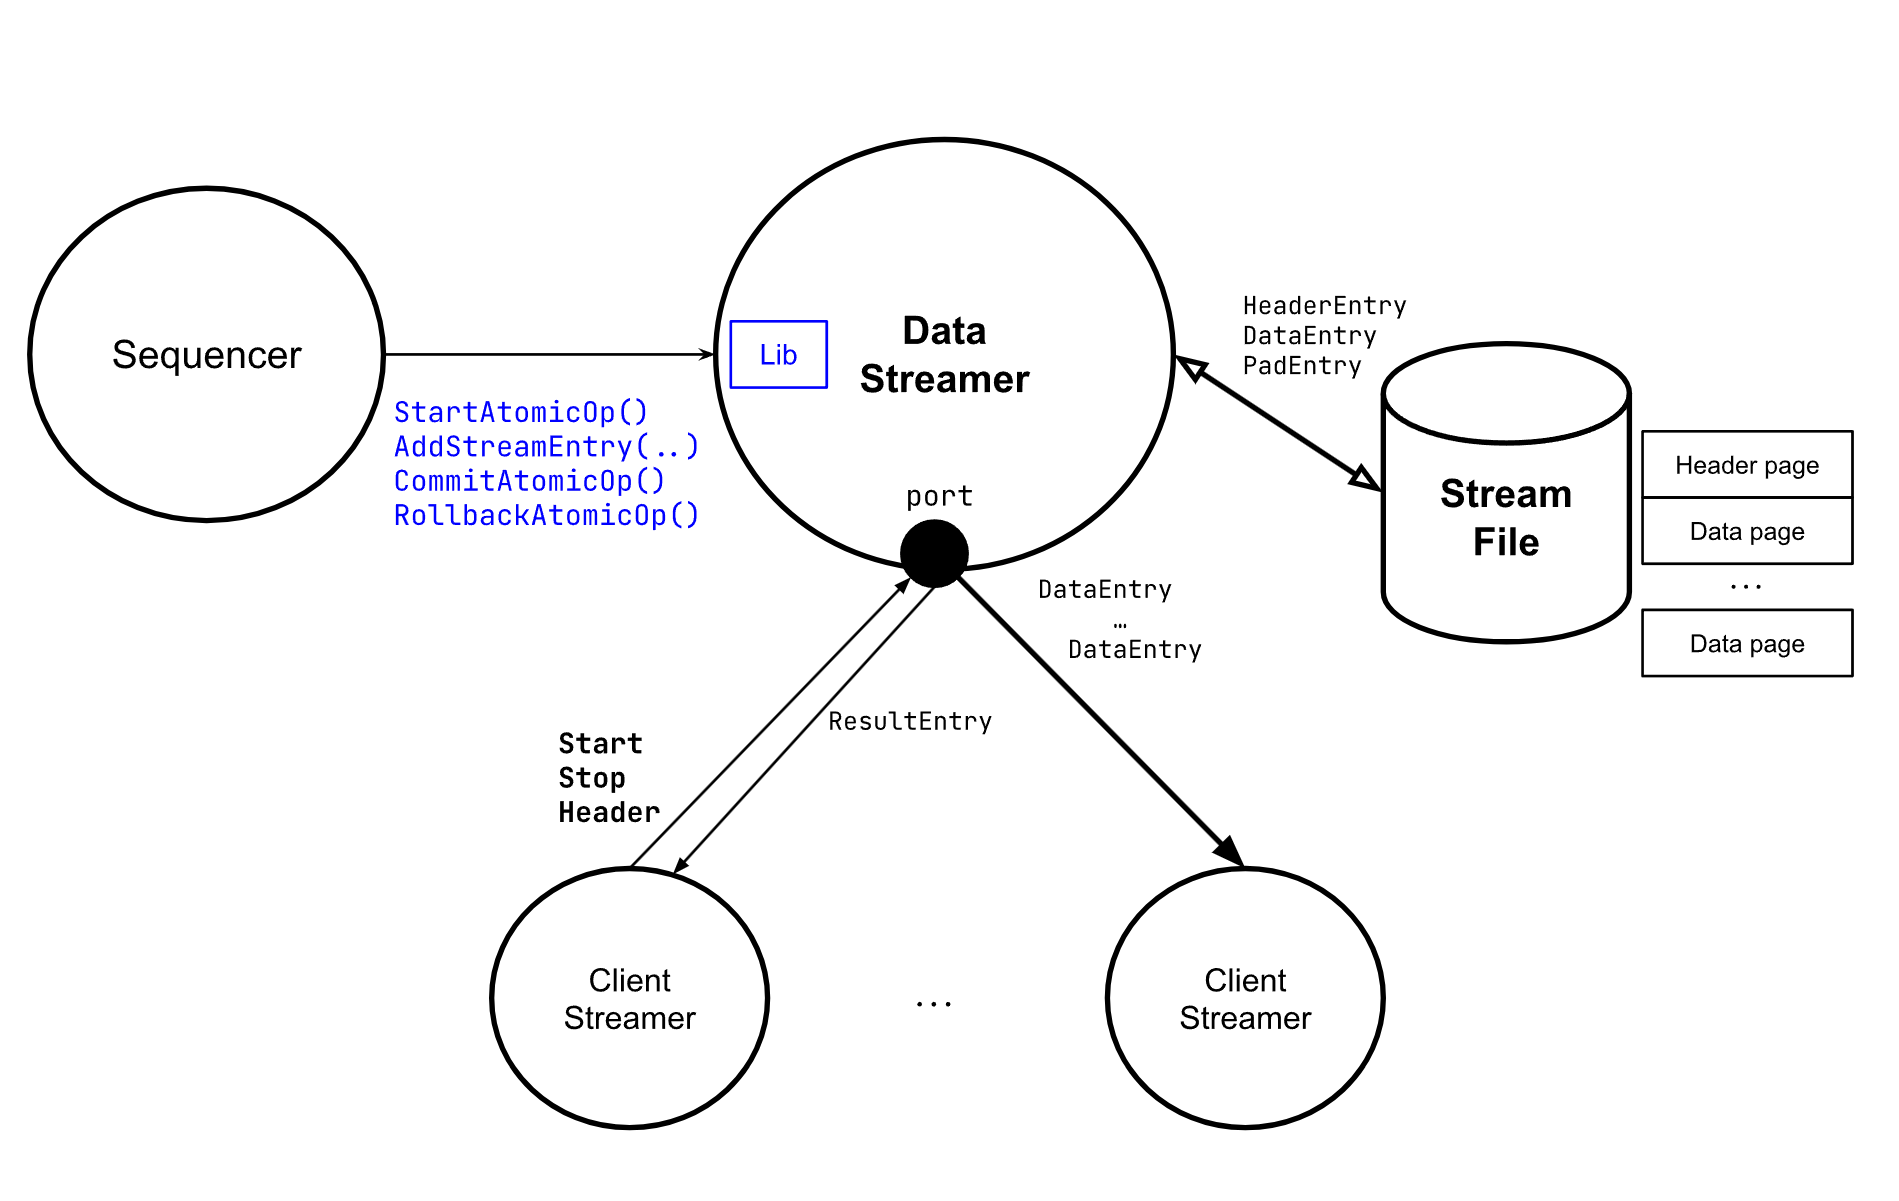 Sequencer
StartAtomicOp()
AddStreamEntry(..)
CommitAtomicOp()
RollbackAtomicOp()
Lib
Data
Streamer
port
HeaderEntry
DataEntry
PadEntry
Stream
File
Header page
Data page
...
Data page
DataEntry
…
DataEntry
ResultEntry
Start
Stop
Header
Client
Streamer
...
Client
Streamer